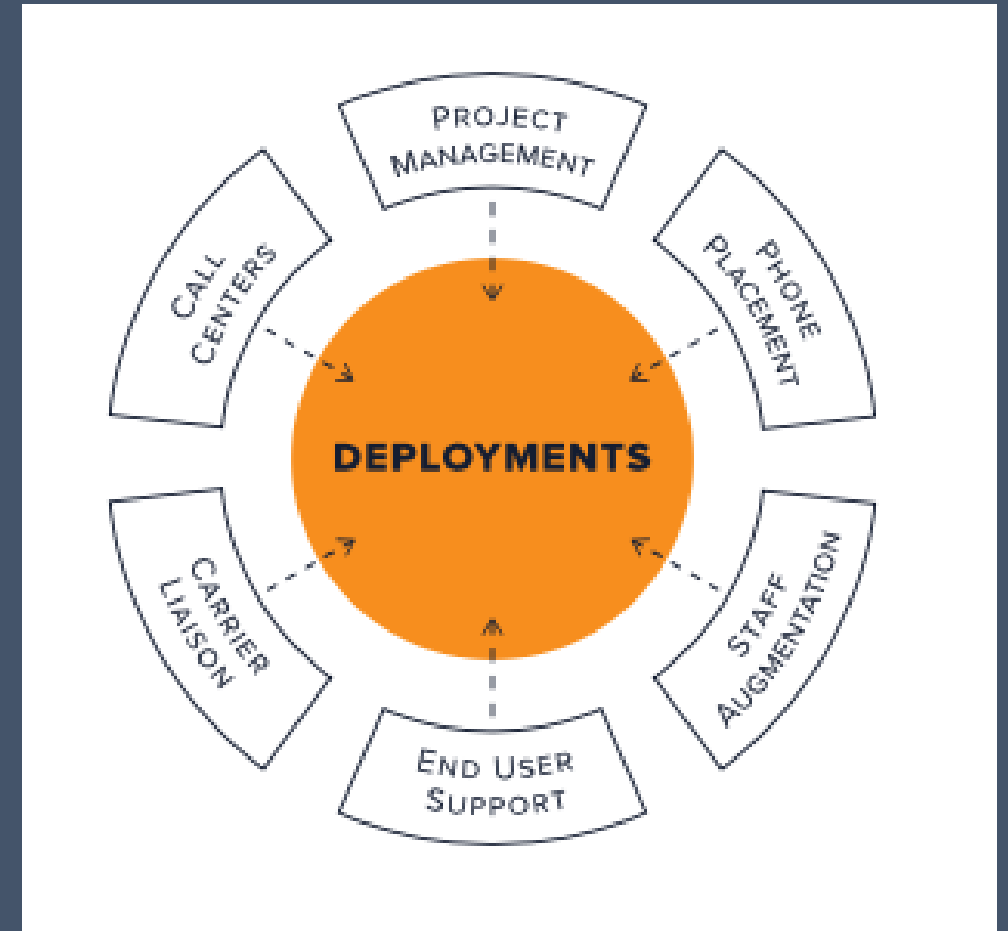 PROJECT
MANAGEMENT
PHONE
PLACEMENT
STAFF
AUGMENTATION
END USER
SUPPORT
CARRIER
LIAISON
CALL
CENTERS
DEPLOYMENTS